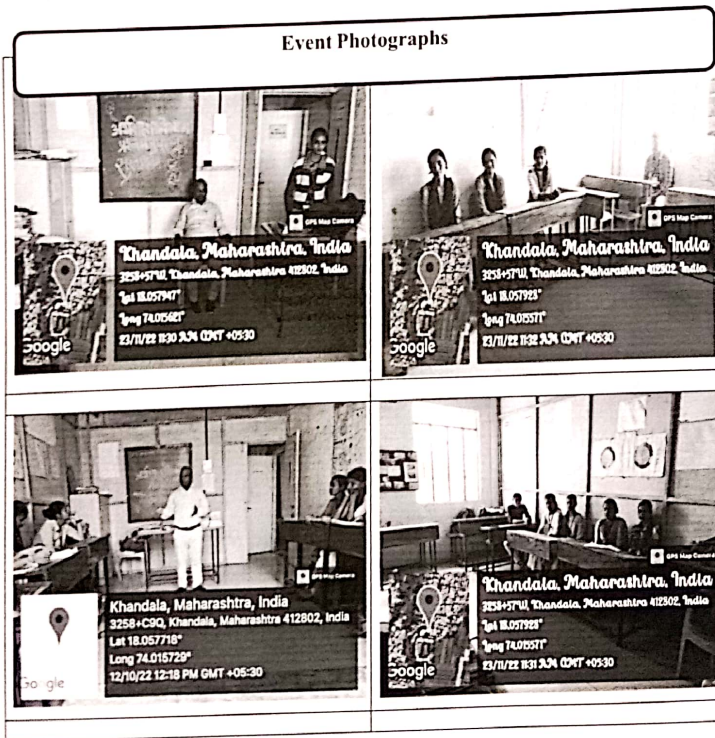 Event Photographs
GPS Map Camera
Khandala, Maharashtra, India
3258+57W, Khandala, Maharashtra 412802, India
Lat 18.057947°
Long 74.015621°
23/11/22 11:30 AM GMT +05:30
Google
GPS Map Camera
Khandala, Maharashtra, India
3258+57W, Khandala, Maharashtra 412802, India
Lat 18.057928°
Long 74.015571°
23/11/22 11:32 AM GMT +05:30
Google
GPS Map Camera
Khandala, Maharashtra, India
3258+C9Q, Khandala, Maharashtra 412802, India
Lat 18.057718°
Long 74.015729°
12/10/22 12:18 PM GMT +05:30
Google
GPS Map Camera
Khandala, Maharashtra, India
3258+57W, Khandala, Maharashtra 412802, India
Lat 18.057928°
Long 74.015571°
23/11/22 11:31 AM GMT +05:30
Google